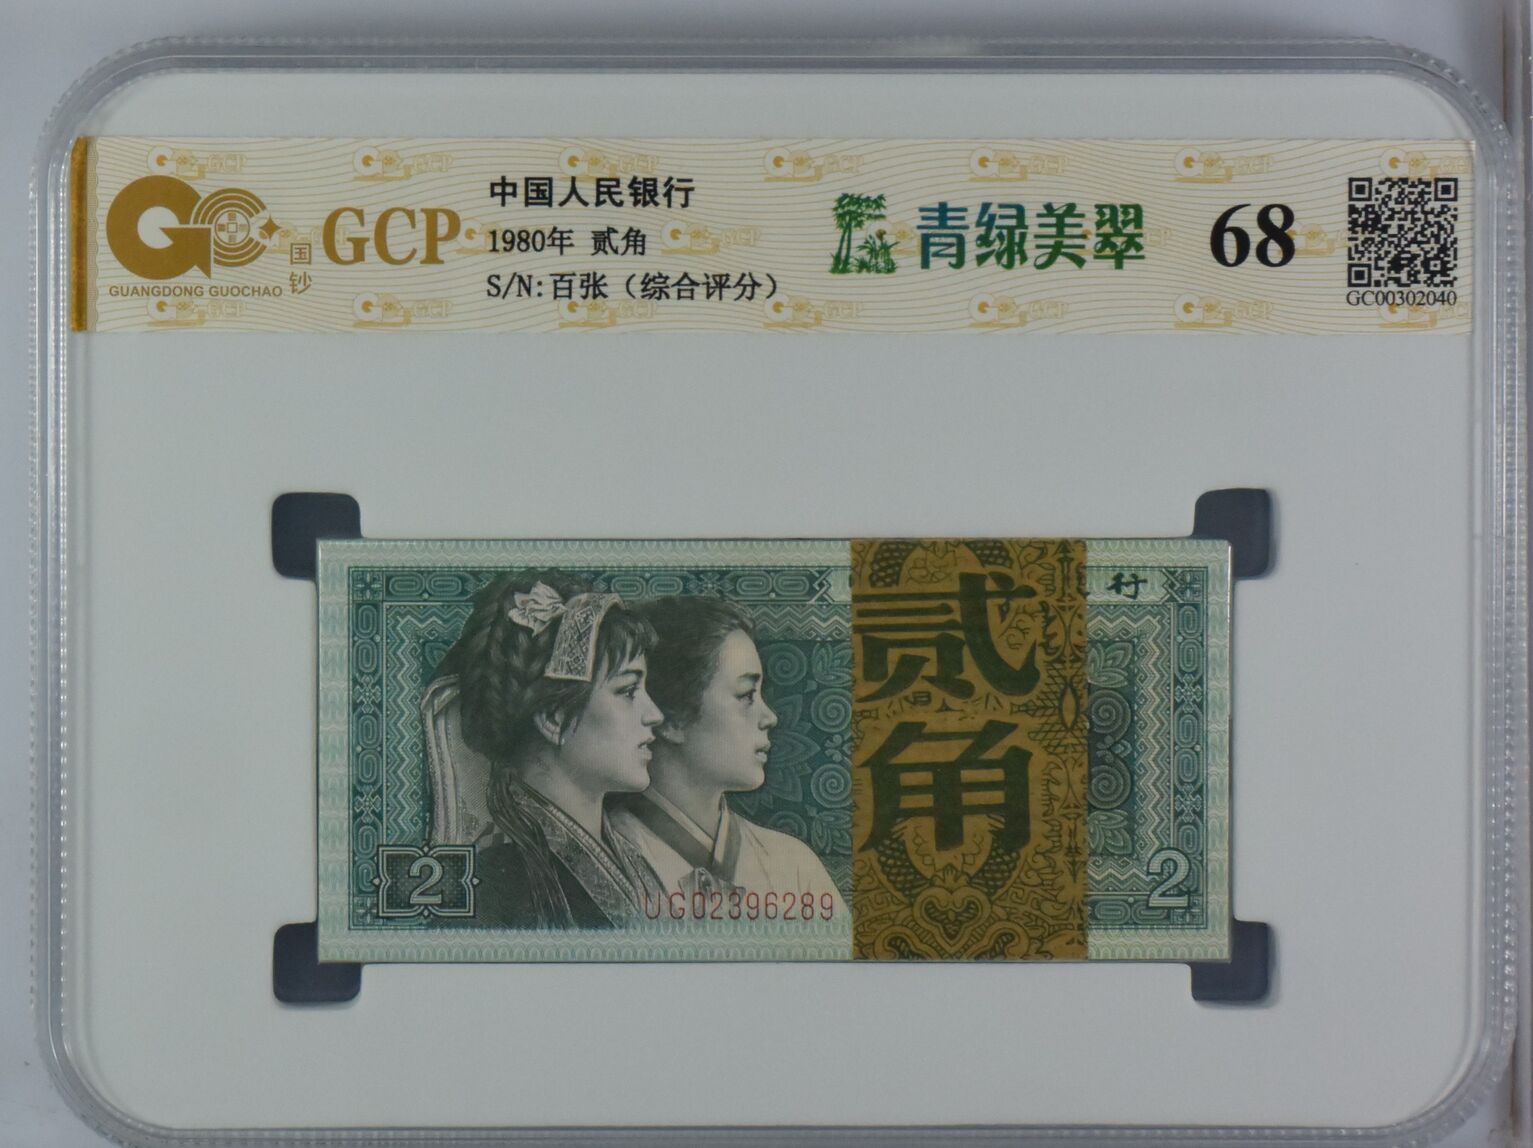 GCP
国钞
GUANGDONG GUOCHAO
中国人民银行
1980年 贰角
S/N:百张（综合评分）
青绿美翠
68
GC00302040
行
贰角
2
2
UG02396289